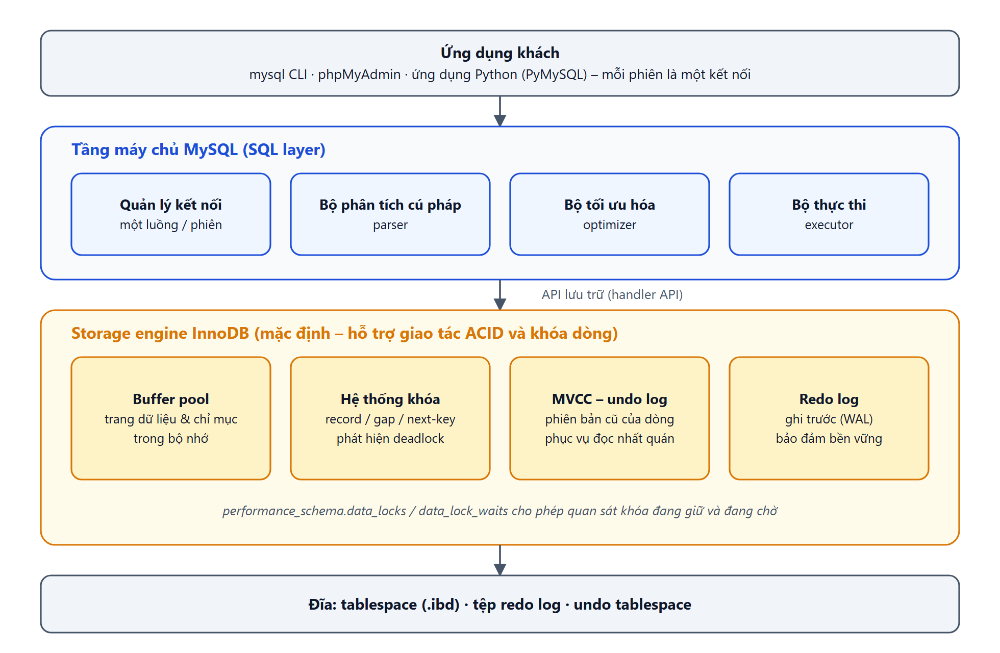 Ứng dụng khách
mysql CLI · phpMyAdmin · ứng dụng Python (PyMySQL) – mỗi phiên là một kết nối
Tầng máy chủ MySQL (SQL layer)
Quản lý kết nối
một luồng / phiên
Bộ phân tích cú pháp
parser
Bộ tối ưu hóa
optimizer
Bộ thực thi
executor
API lưu trữ (handler API)
Storage engine InnoDB (mặc định – hỗ trợ giao tác ACID và khóa dòng)
Buffer pool
trang dữ liệu & chỉ mục
trong bộ nhớ
Hệ thống khóa
record / gap / next-key
phát hiện deadlock
MVCC – undo log
phiên bản cũ của dòng
phục vụ đọc nhất quán
Redo log
ghi trước (WAL)
bảo đảm bền vững
performance_schema.data_locks / data_lock_waits cho phép quan sát khóa đang giữ và đang chờ
Đĩa: tablespace (.ibd) · tệp redo log · undo tablespace